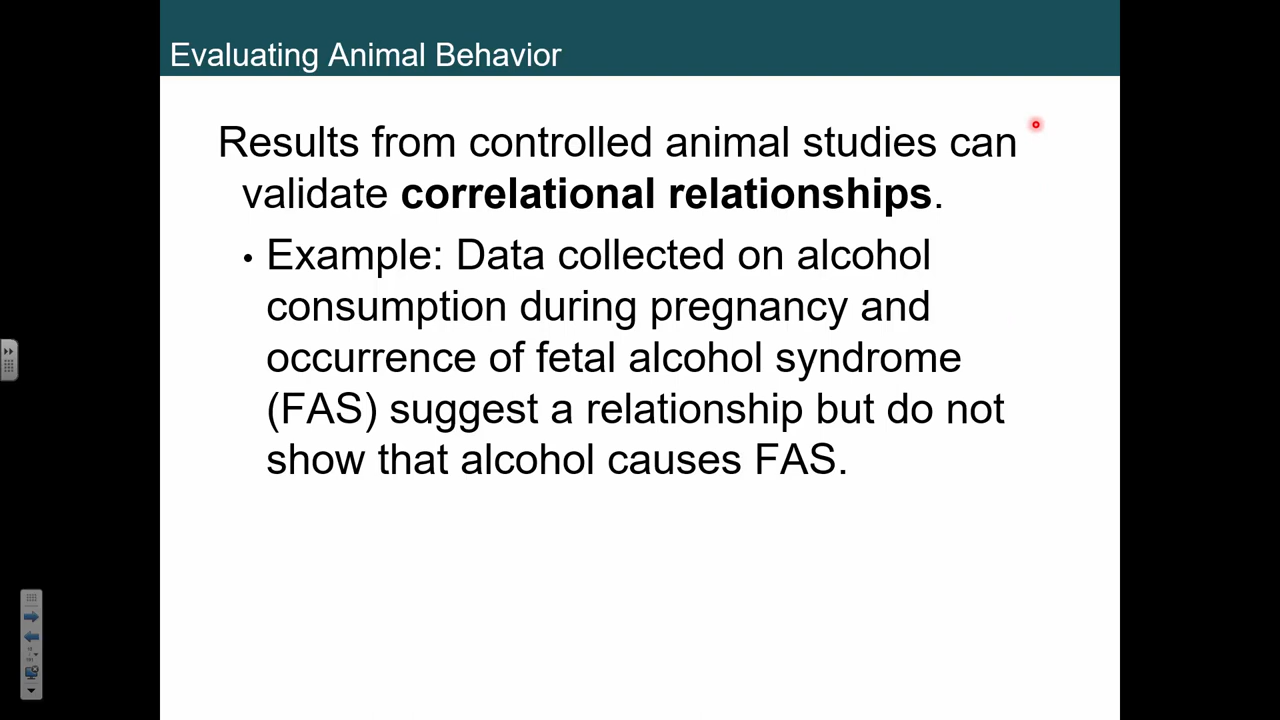 Evaluating Animal Behavior
Results from controlled animal studies can
validate correlational relationships.
• Example: Data collected on alcohol
consumption during pregnancy and
occurrence of fetal alcohol syndrome
(FAS) suggest a relationship but do not
show that alcohol causes FAS.